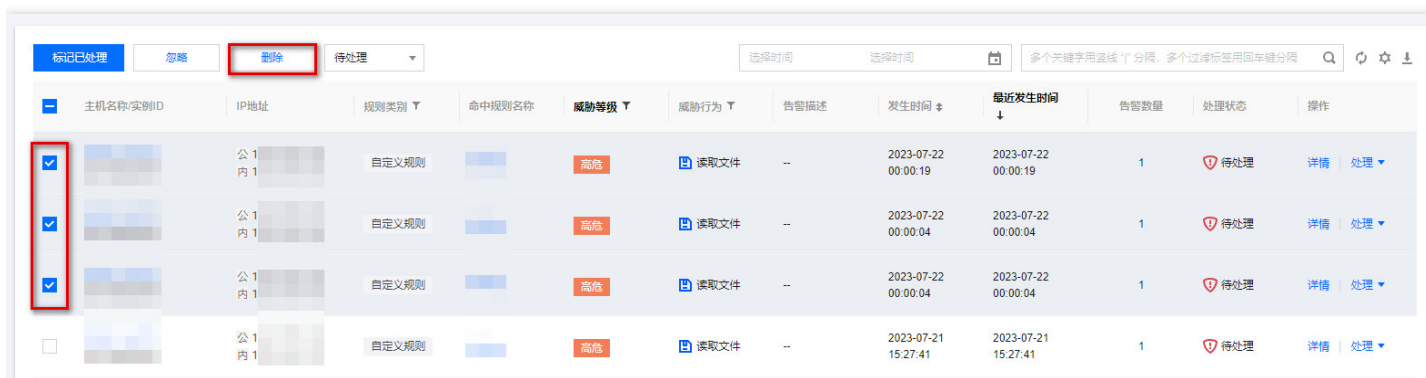 标记已处理 忽略 删除 待处理 选择时间 选择时间 多个关键字用竖线 "|" 分隔，多个过滤标签用回车键分隔
主机名称/实例ID IP地址 规则类别 命中规则名称 威胁等级 威胁行为 告警描述 发生时间 最近发生时间 告警数量 处理状态 操作
公 1 2023-07-22 2023-07-22
自定义规则 高危 读取文件 -- 1 待处理 详情 处理
内 1 00:00:19 00:00:19
公 1 2023-07-22 2023-07-22
自定义规则 高危 读取文件 -- 1 待处理 详情 处理
内 1 00:00:04 00:00:04
公 1 2023-07-22 2023-07-22
自定义规则 高危 读取文件 -- 1 待处理 详情 处理
内 1 00:00:04 00:00:04
公 1 2023-07-21 2023-07-21
自定义规则 高危 读取文件 -- 1 待处理 详情 处理
内 1 15:27:41 15:27:41